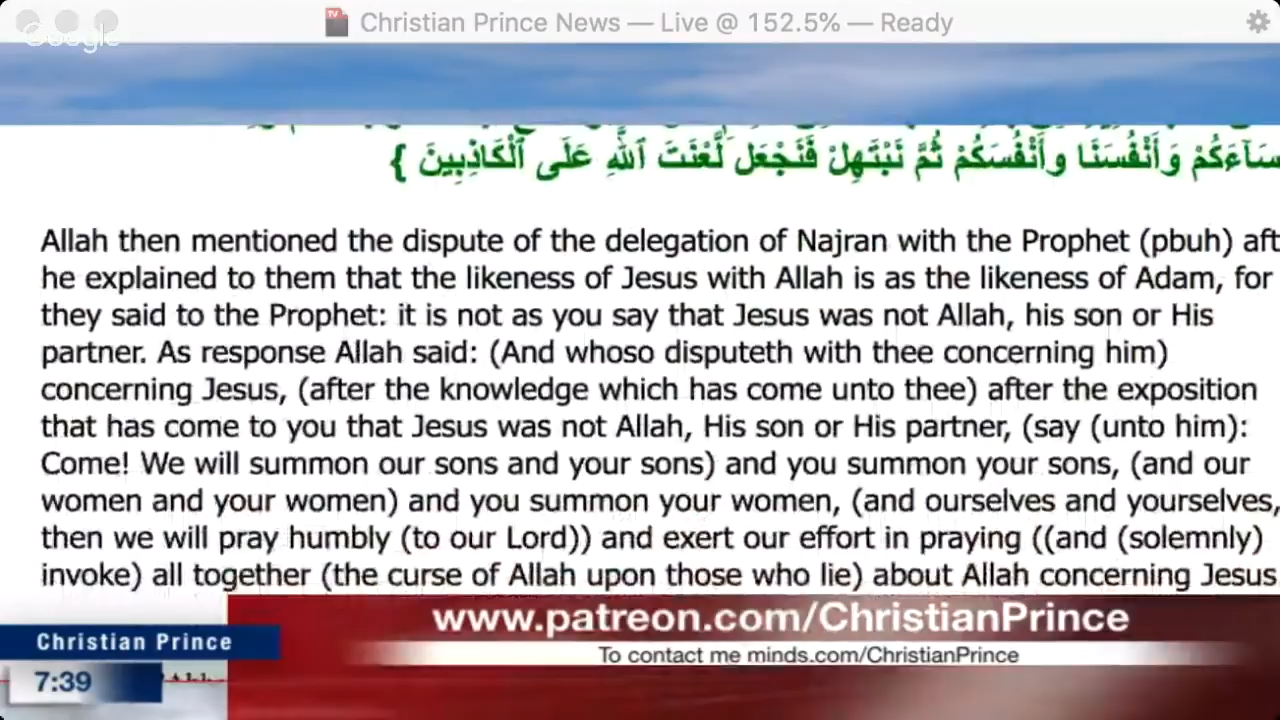 Christian Prince News — Live @ 152.5% — Ready
Google
وَأَنْفُسَنَا وأَنْفُسَكُمْ ثُمَّ نَبْتَهِلْ فَنَجْعَل لَّعْنَتَ ٱللَّهِ عَلَى ٱلْكَاذِبِينَ }
Allah then mentioned the dispute of the delegation of Najran with the Prophet (pbuh) aft
he explained to them that the likeness of Jesus with Allah is as the likeness of Adam, for
they said to the Prophet: it is not as you say that Jesus was not Allah, his son or His
partner. As response Allah said: (And whoso disputeth with thee concerning him)
concerning Jesus, (after the knowledge which has come unto thee) after the exposition
that has come to you that Jesus was not Allah, His son or His partner, (say (unto him):
Come! We will summon our sons and your sons) and you summon your sons, (and our
women and your women) and you summon your women, (and ourselves and yourselves,
then we will pray humbly (to our Lord)) and exert our effort in praying ((and (solemnly)
invoke) all together (the curse of Allah upon those who lie) about Allah concerning Jesus
www.patreon.com/ChristianPrince
Christian Prince
To contact me minds.com/ChristianPrince
7:39